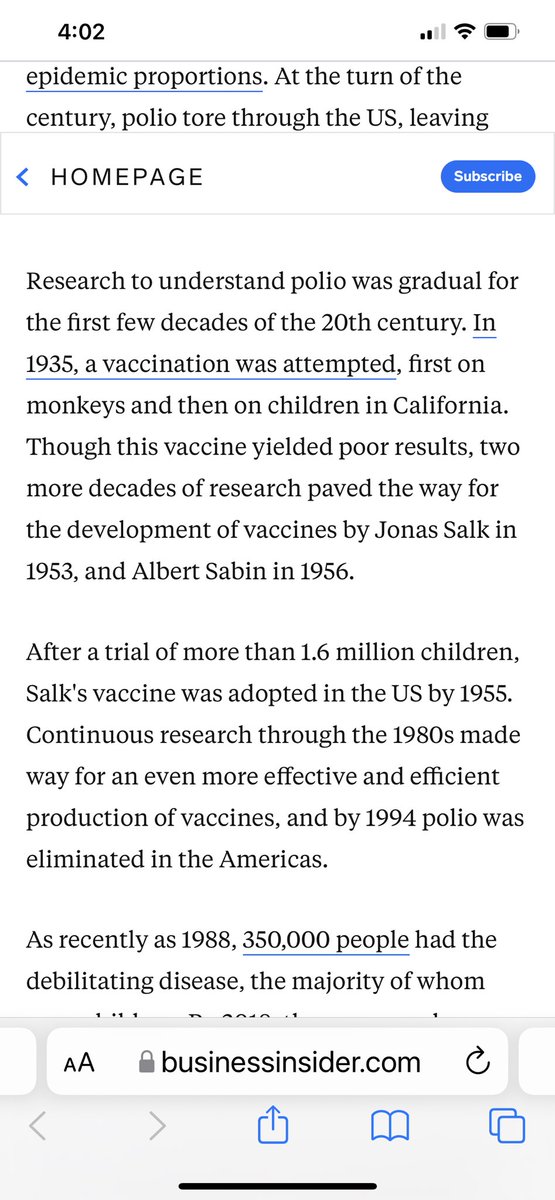 4:02
epidemic proportions. At the turn of the
century, polio tore through the US, leaving
HOMEPAGE
Subscribe
Research to understand polio was gradual for
the first few decades of the 20th century. In
1935, a vaccination was attempted, first on
monkeys and then on children in California.
Though this vaccine yielded poor results, two
more decades of research paved the way for
the development of vaccines by Jonas Salk in
1953, and Albert Sabin in 1956.
After a trial of more than 1.6 million children,
Salk's vaccine was adopted in the US by 1955.
Continuous research through the 1980s made
way for an even more effective and efficient
production of vaccines, and by 1994 polio was
eliminated in the Americas.
As recently as 1988, 350,000 people had the
debilitating disease, the majority of whom
AA businessinsider.com